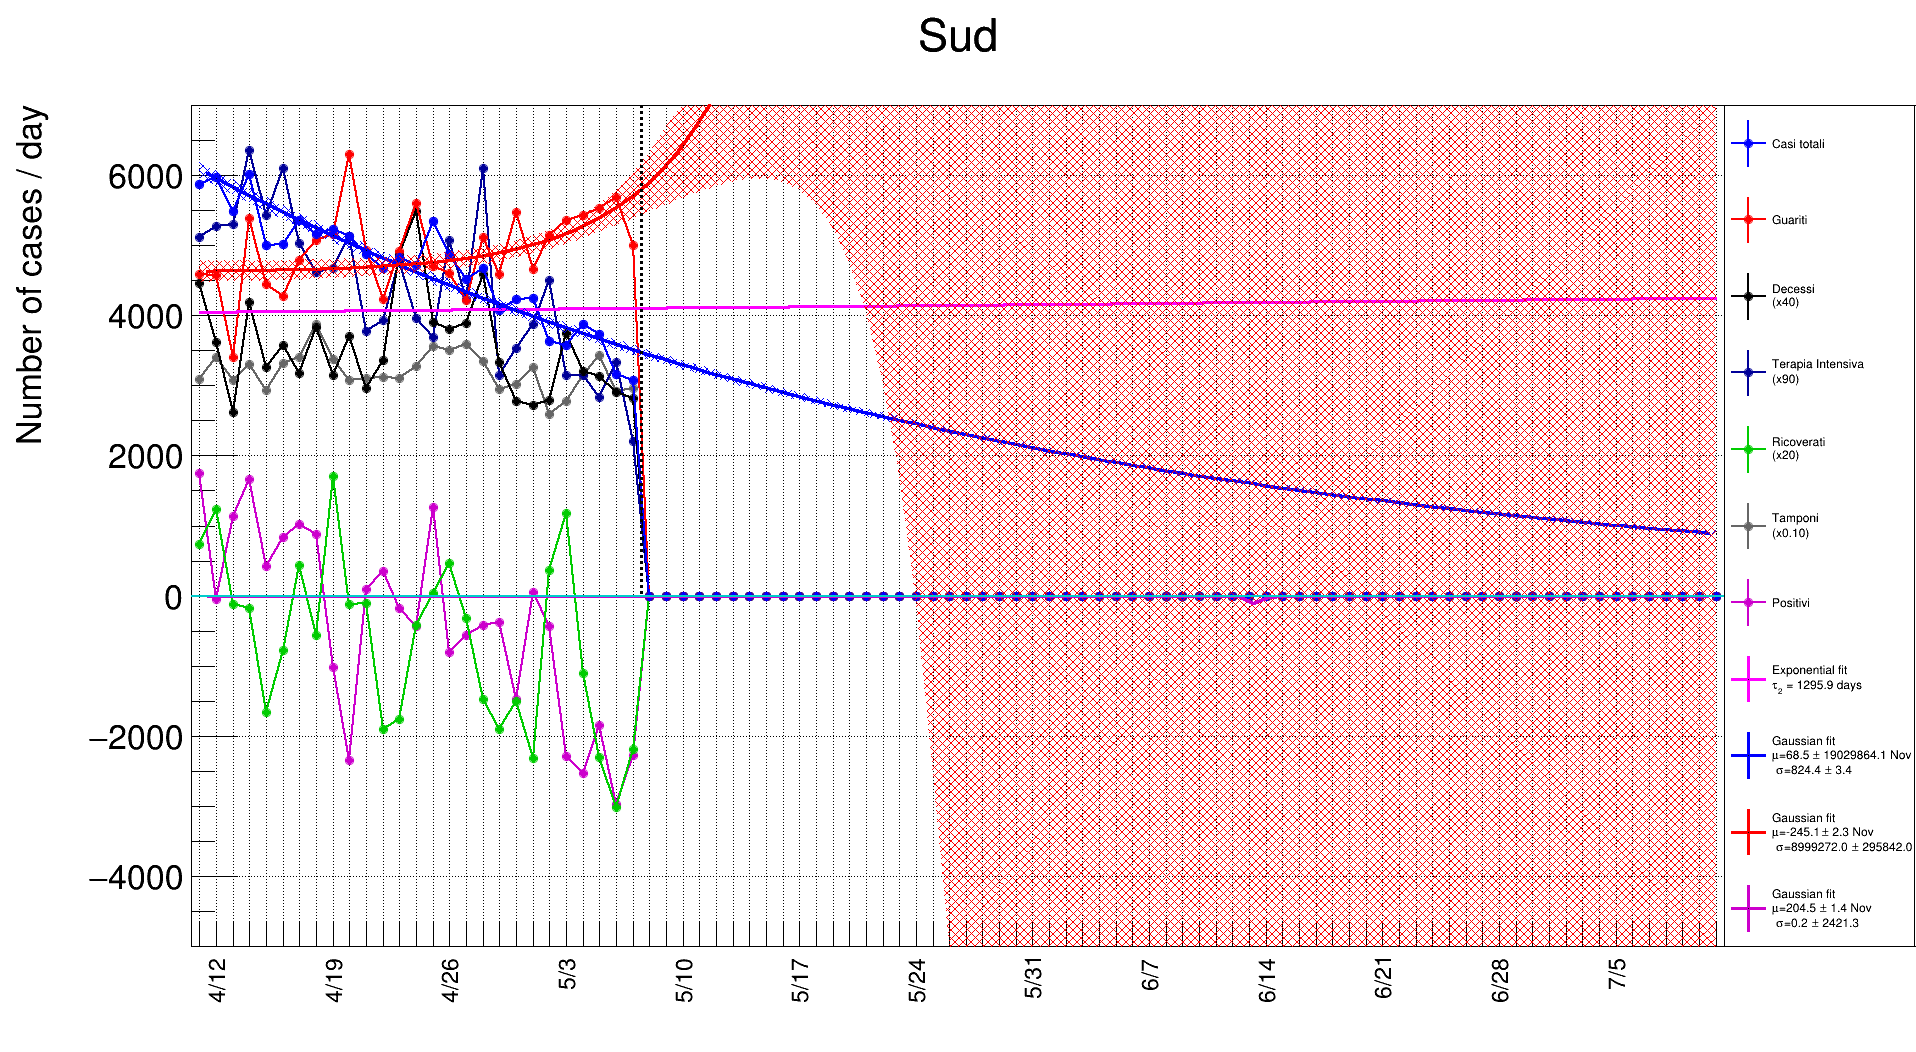 Sud
Number of cases / day
6000
4000
2000
0
−2000
−4000
4/12
4/19
4/26
5/3
5/10
5/17
5/24
5/31
6/7
6/14
6/21
6/28
7/5
Casi totali
Guariti
Decessi
(x40)
Terapia Intensiva
(x90)
Ricoverati
(x20)
Tamponi
(x0.10)
Positivi
Exponential fit
τ2 = 1295.9 days
Gaussian fit
μ=68.5 ± 19029864.1 Nov
σ=824.4 ± 3.4
Gaussian fit
μ=-245.1 ± 2.3 Nov
σ=8999272.0 ± 295842.0
Gaussian fit
μ=204.5 ± 1.4 Nov
σ=0.2 ± 2421.3